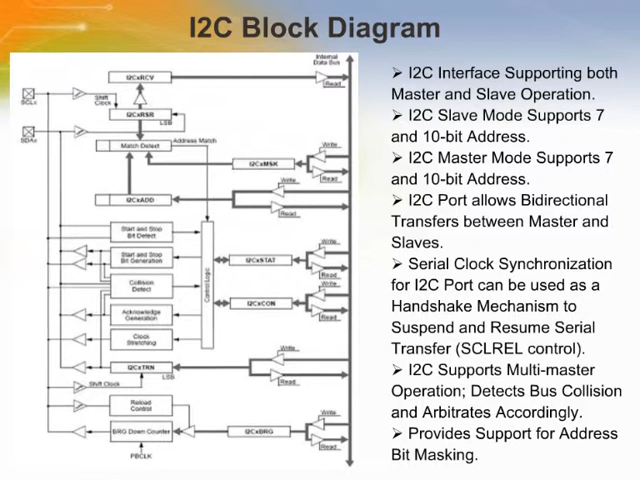 I2C Block Diagram
Internal
Data Bus
I2CxRCV
Read
SCLx
Shift
Clock
I2CxRSR
LSB
SDAx
Address Match
Match Detect
Write
I2CxMSK
Read
Write
I2CxADD
Read
Start and Stop
Bit Detect
Write
Start and Stop
Bit Generation
I2CxSTAT
Read
Collision
Detect
Control Logic
Write
I2CxCON
Acknowledge
Generation
Read
Clock
Stretching
Write
I2CxTRN
LSB
Shift Clock
Read
Reload
Control
Write
BRG Down Counter
I2CxBRG
Read
PBCLK
➢ I2C Interface Supporting both
Master and Slave Operation.
➢ I2C Slave Mode Supports 7
and 10-bit Address.
➢ I2C Master Mode Supports 7
and 10-bit Address.
➢ I2C Port allows Bidirectional
Transfers between Master and
Slaves.
➢ Serial Clock Synchronization
for I2C Port can be used as a
Handshake Mechanism to
Suspend and Resume Serial
Transfer (SCLREL control).
➢ I2C Supports Multi-master
Operation; Detects Bus Collision
and Arbitrates Accordingly.
➢ Provides Support for Address
Bit Masking.